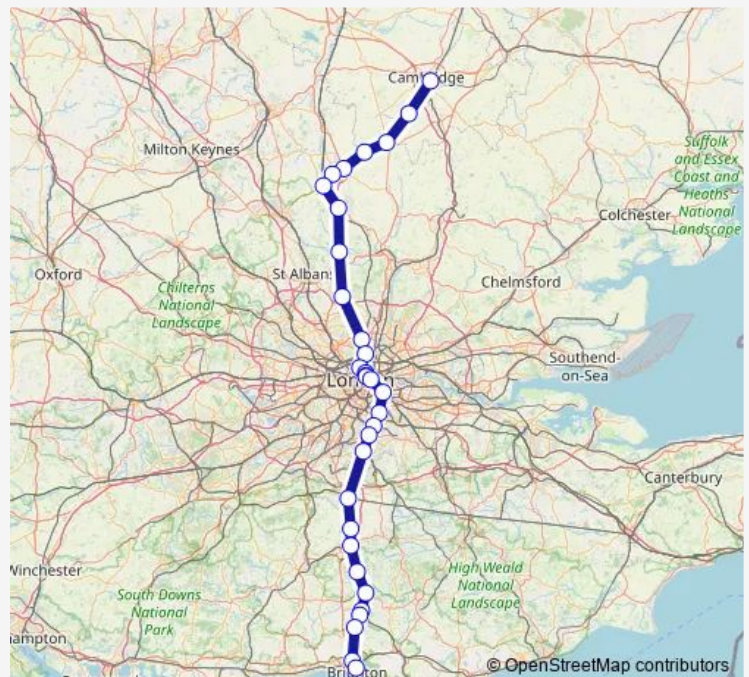 Cambridge
Milton Keynes
Suffolk
and Essex
Coast and
Heaths
National
Landscape
Colchester
Oxford
St Albans
Chelmsford
Chilterns
National
Landscape
Southend-
on-Sea
London
Canterbury
Winchester
High Weald
National
Landscape
South Downs
National
Park
hampton
Brighton
© OpenStreetMap contributors